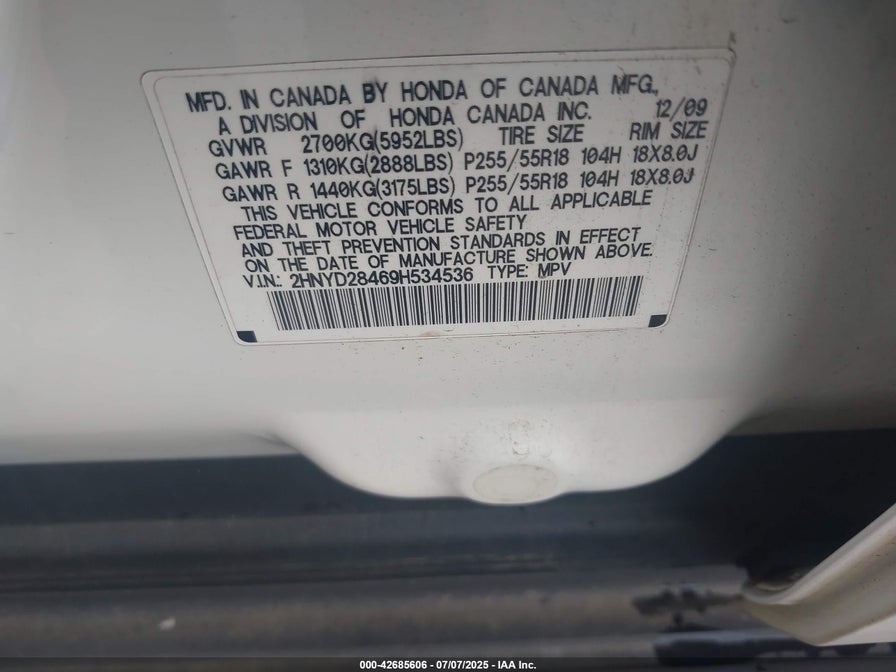 MFD. IN CANADA BY HONDA OF CANADA MFG.,
A DIVISION OF HONDA CANADA INC. 12/09
GVWR 2700KG(5952LBS) TIRE SIZE RIM SIZE
GAWR F 1310KG(2888LBS) P255/55R18 104H 18X8.0J
GAWR R 1440KG(3175LBS) P255/55R18 104H 18X8.0J
THIS VEHICLE CONFORMS TO ALL APPLICABLE
FEDERAL MOTOR VEHICLE SAFETY
AND THEFT PREVENTION STANDARDS IN EFFECT
ON THE DATE OF MANUFACTURE SHOWN ABOVE.
V.I.N.: 2HNYD28469H534536 TYPE: MPV
000-42685606 / 07/07/2025 - IAA Inc.